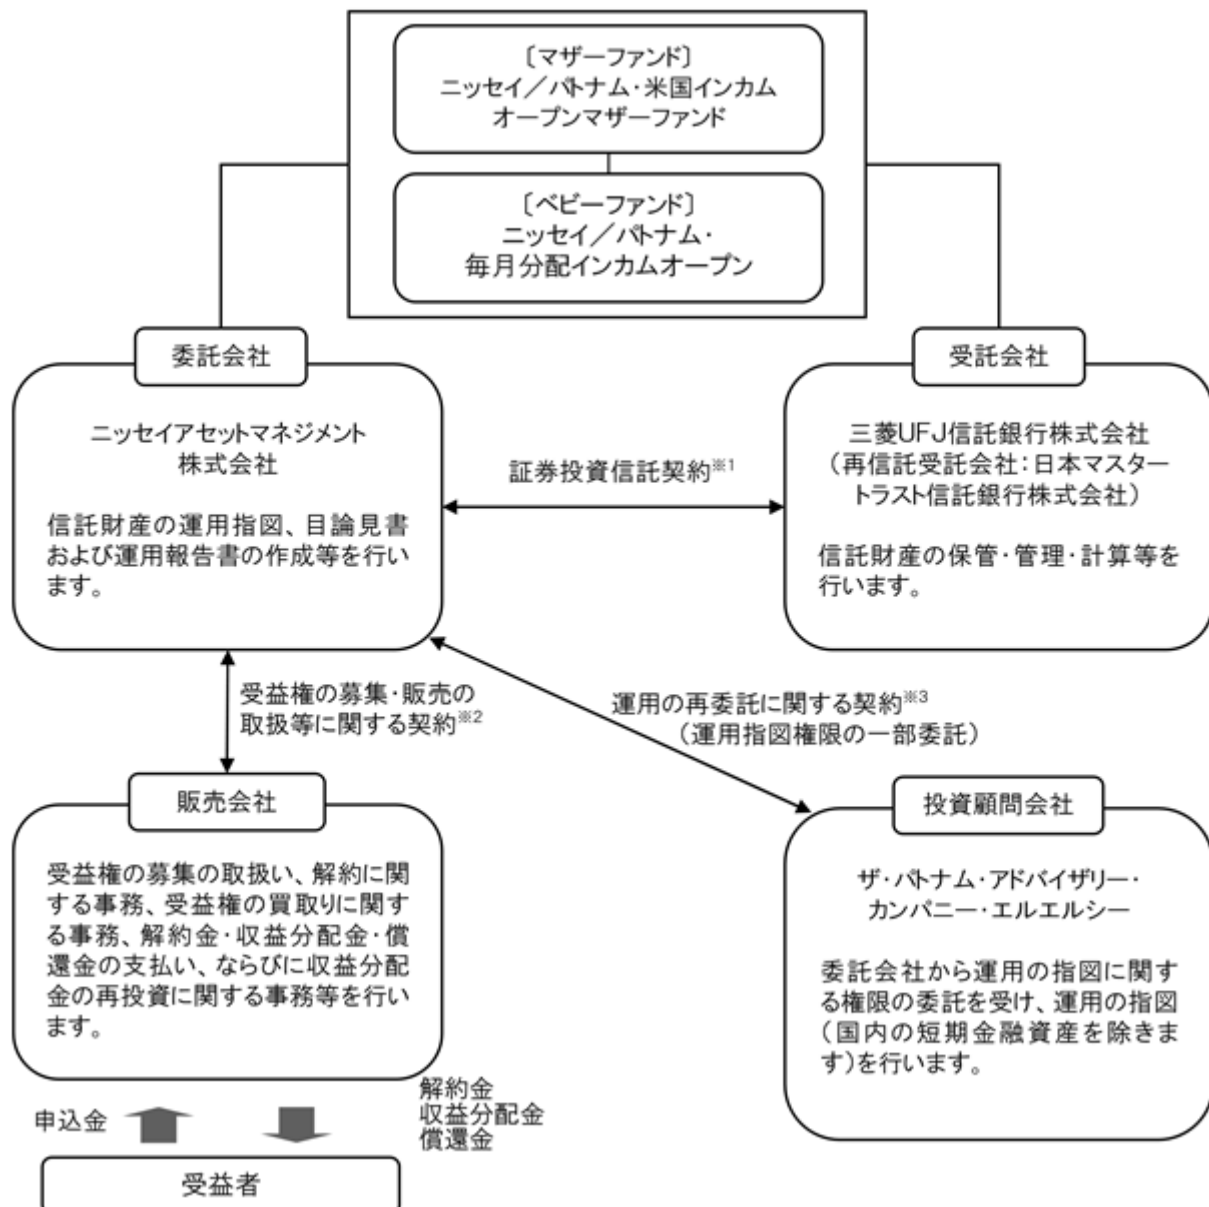 〔マザーファンド〕
ニッセイ／パトナム・米国インカム
オープンマザーファンド
〔ベビーファンド〕
ニッセイ／パトナム・
毎月分配インカムオープン
委託会社
ニッセイアセットマネジメント
株式会社
信託財産の運用指図、目論見書
および運用報告書の作成等を行い
ます。
証券投資信託契約※1
受託会社
三菱UFJ信託銀行株式会社
（再信託受託会社：日本マスター
トラスト信託銀行株式会社）
信託財産の保管・管理・計算等を
行います。
受益権の募集・販売の
取扱等に関する契約※2
運用の再委託に関する契約※3
（運用指図権限の一部委託）
販売会社
受益権の募集の取扱い、解約に関
する事務、受益権の買取りに関す
る事務、解約金・収益分配金・償
還金の支払い、ならびに収益分配
金の再投資に関する事務等を行い
ます。
投資顧問会社
ザ・パトナム・アドバイザリー・
カンパニー・エルエルシー
委託会社から運用の指図に関す
る権限の委託を受け、運用の指図
（国内の短期金融資産を除きま
す）を行います。
申込金
解約金
収益分配金
償還金
受益者